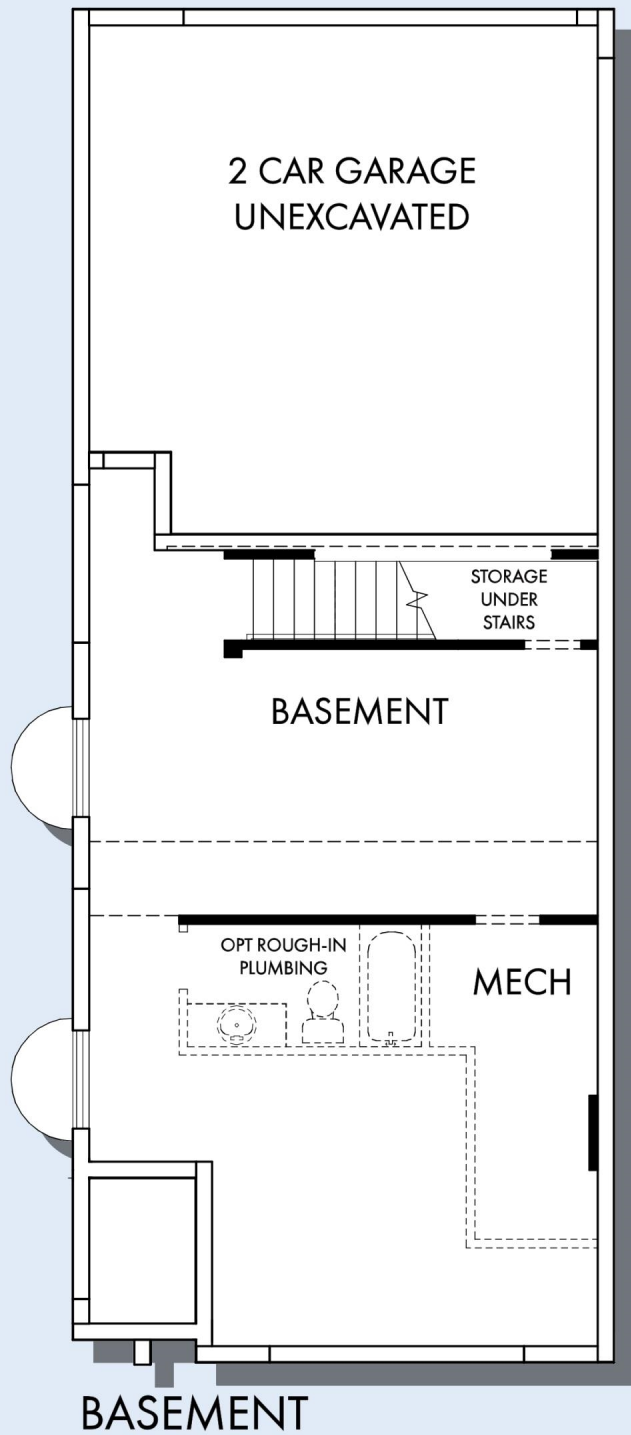 2 CAR GARAGE
UNEXCAVATED
STORAGE
UNDER
STAIRS
BASEMENT
OPT ROUGH-IN
PLUMBING
MECH
BASEMENT